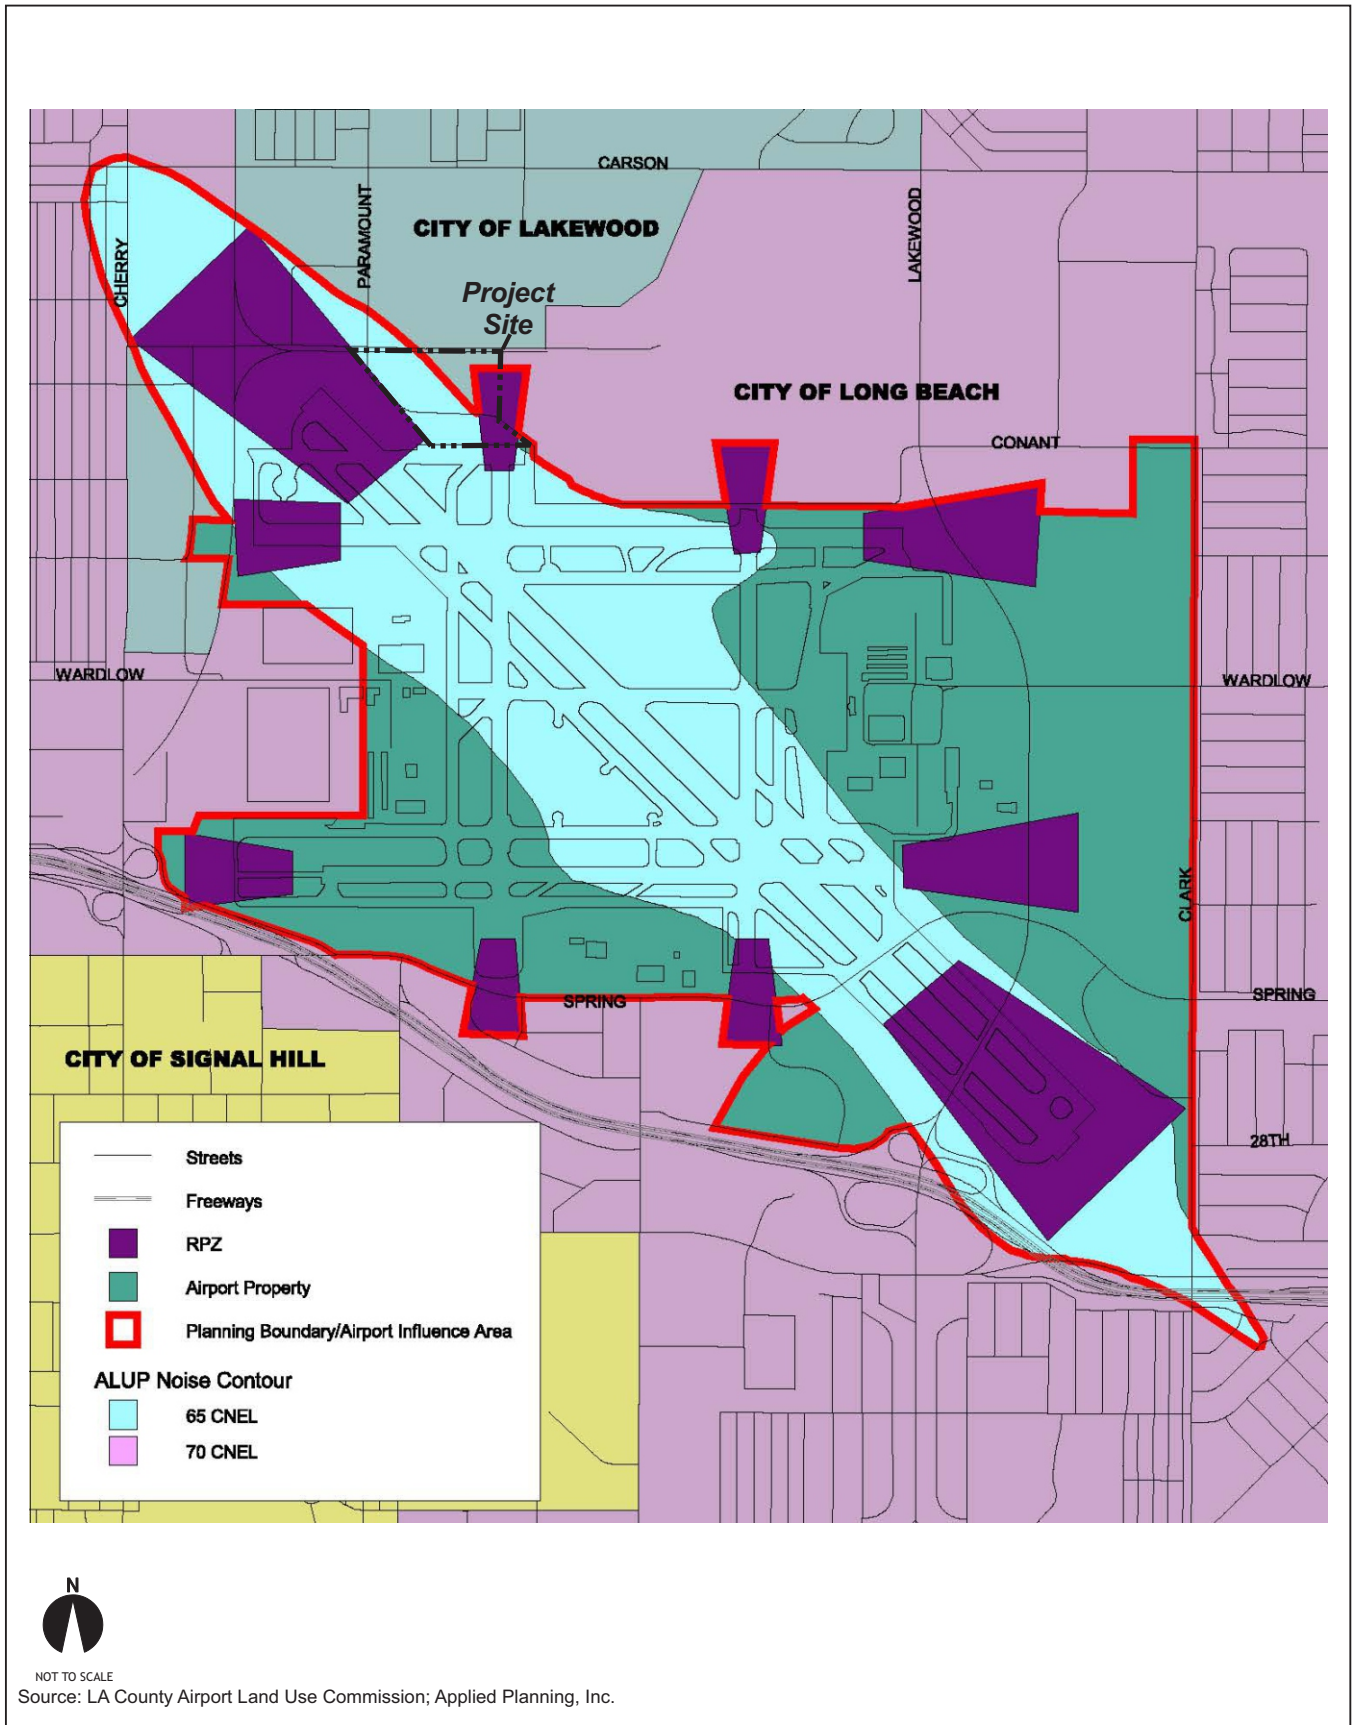 CARSON
PARAMOUNT
CITY OF LAKEWOOD
LAKEWOOD
CHERRY
Project
Site
CITY OF LONG BEACH
CONANT
WARDLOW
WARDLOW
CLARK
SPRING
SPRING
CITY OF SIGNAL HILL
28TH
Streets
Freeways
RPZ
Airport Property
Planning Boundary/Airport Influence Area
ALUP Noise Contour
65 CNEL
70 CNEL
N
NOT TO SCALE
Source: LA County Airport Land Use Commission; Applied Planning, Inc.